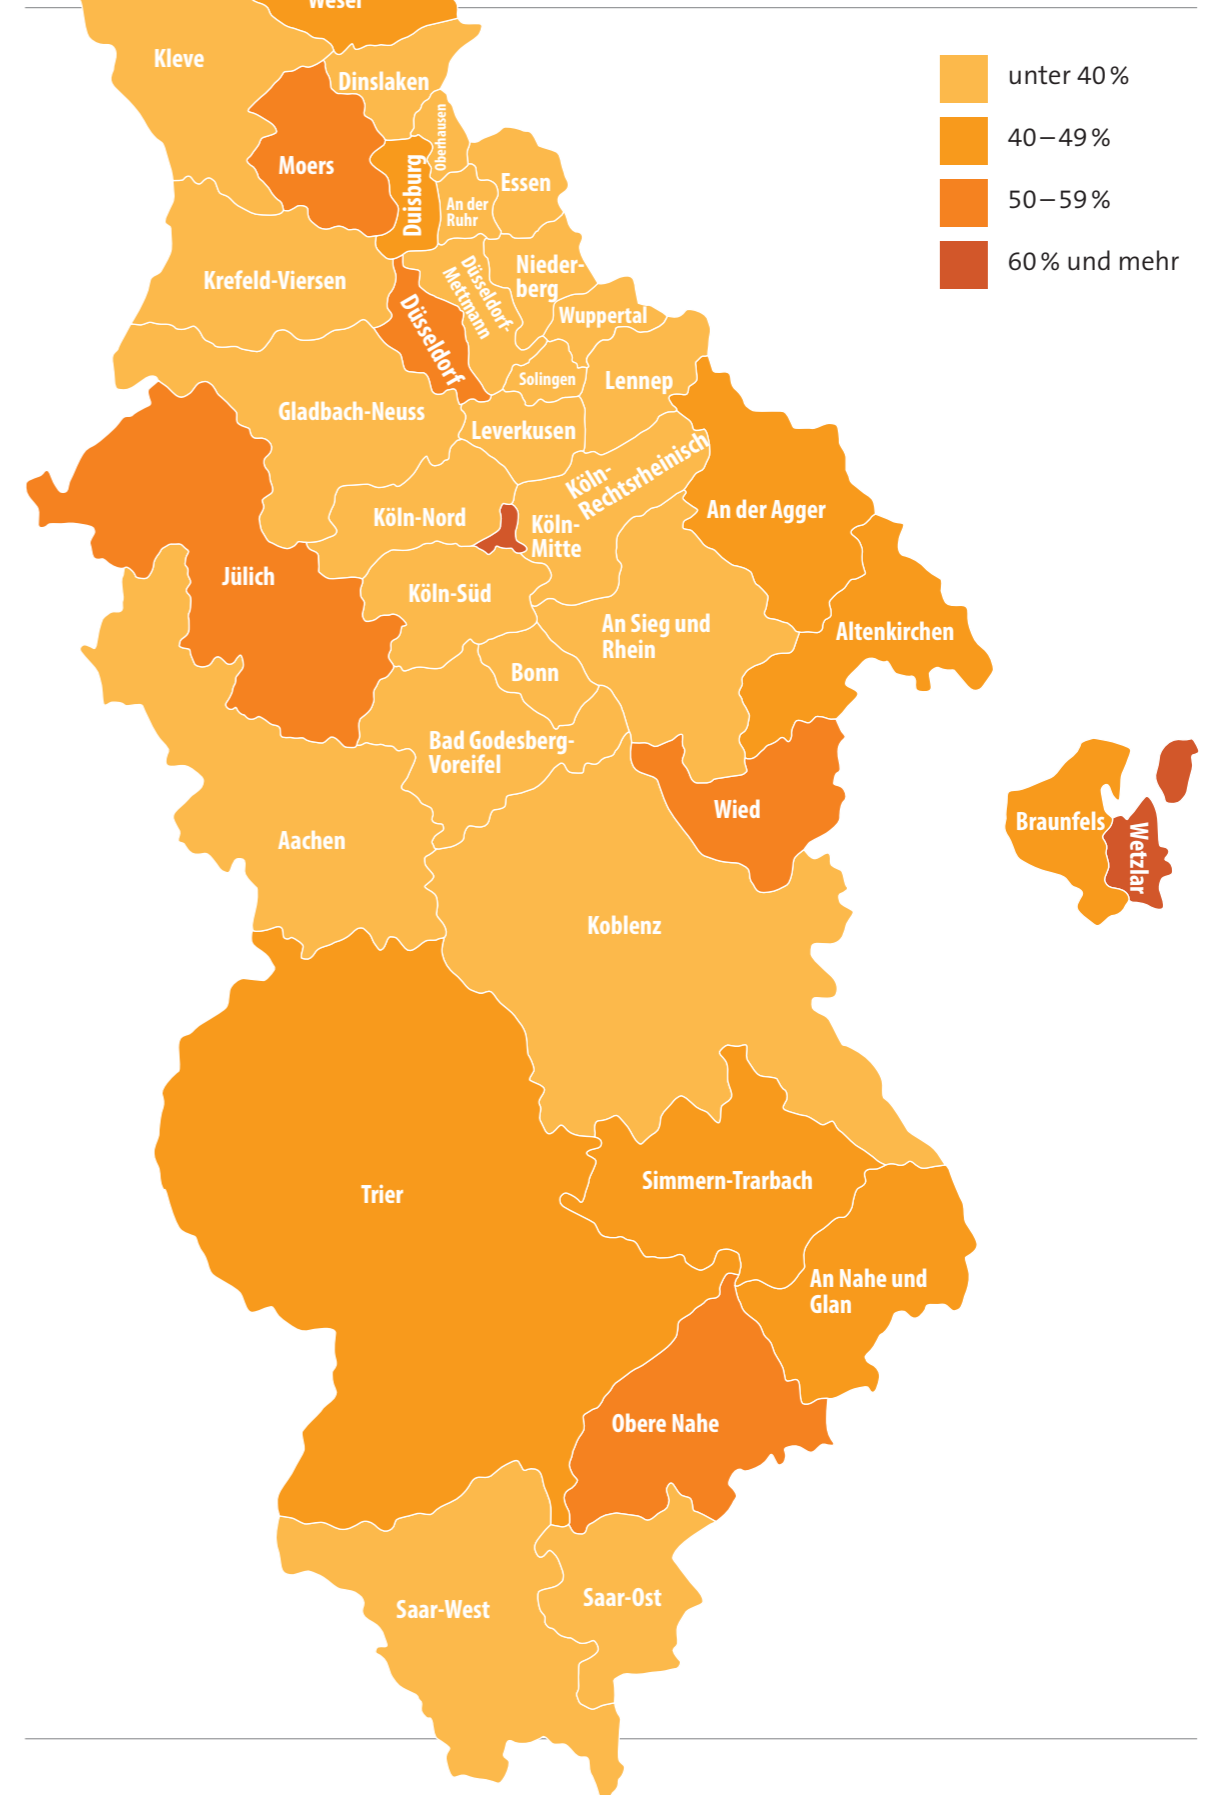 Wesel
Kleve
Dinslaken
unter 40 %
Oberhausen
40 – 49 %
Moers
Duisburg
Essen
An der
Ruhr
50 – 59 %
60 % und mehr
Krefeld-Viersen
Düsseldorf-
Mettmann
Nieder-
berg
Düsseldorf
Wuppertal
Solingen
Lennep
Gladbach-Neuss
Leverkusen
Köln-
Rechtsrheinisch
Köln-Nord
Köln-
Mitte
An der Agger
Jülich
Köln-Süd
An Sieg und
Rhein
Altenkirchen
Bonn
Bad Godesberg-
Voreifel
Wied
Braunfels
Wetzlar
Aachen
Koblenz
Trier
Simmern-Trarbach
An Nahe und
Glan
Obere Nahe
Saar-West
Saar-Ost